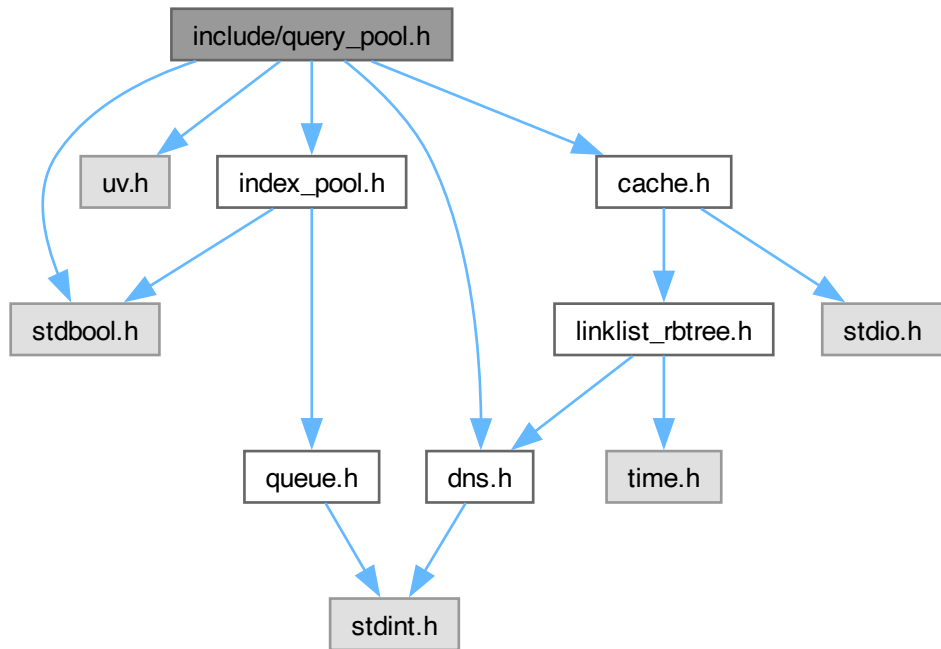 include/query_pool.h
uv.h
index_pool.h
cache.h
stdbool.h
linklist_rbtree.h
stdio.h
queue.h
dns.h
time.h
stdint.h